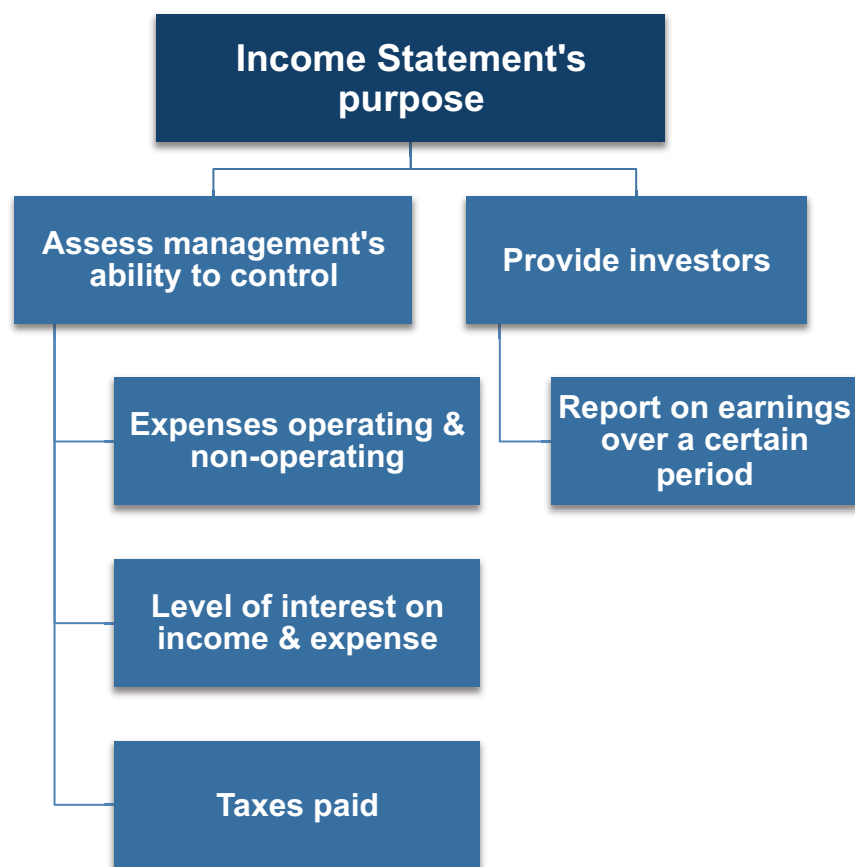 Income Statement's
purpose
Assess management's
ability to control
Provide investors
Expenses operating &
non-operating
Report on earnings
over a certain
period
Level of interest on
income & expense
Taxes paid